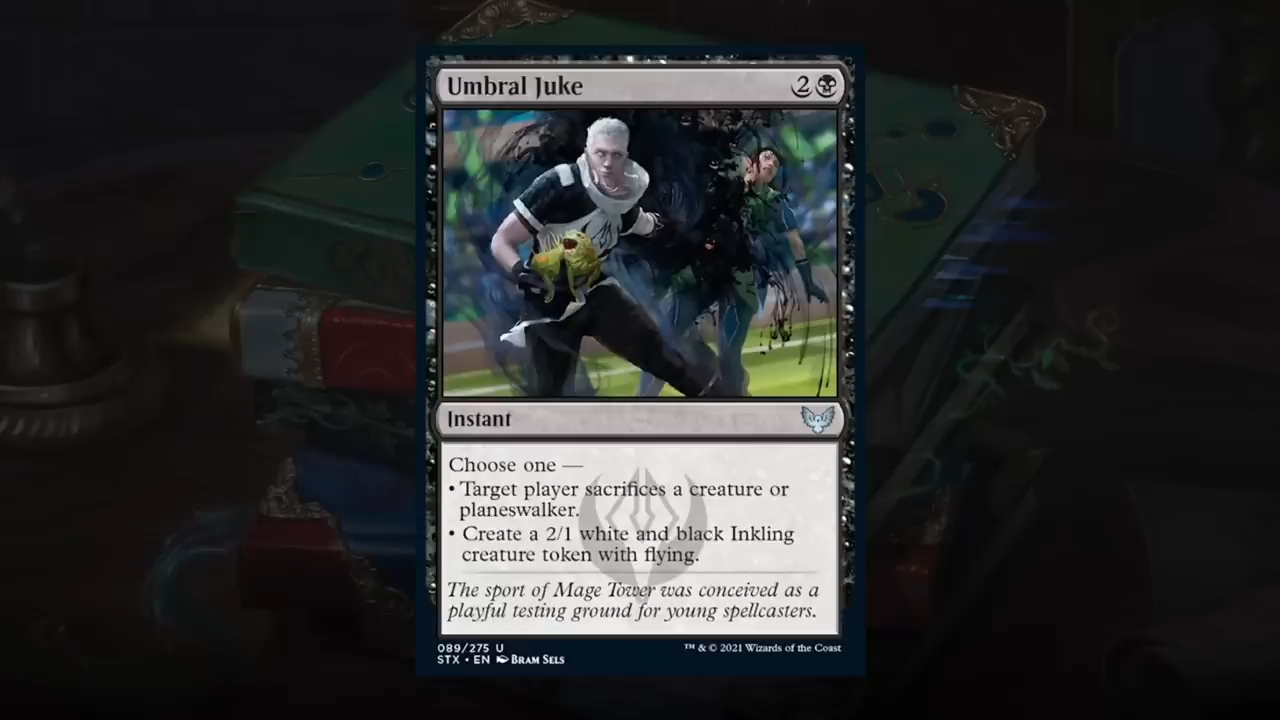 Umbral Juke 2
Instant
Choose one —
• Target player sacrifices a creature or
planeswalker.
• Create a 2/1 white and black Inkling
creature token with flying.
The sport of Mage Tower was conceived as a
playful testing ground for young spellcasters.
089/275 U
STX • EN Bram Sels
™ & © 2021 Wizards of the Coast